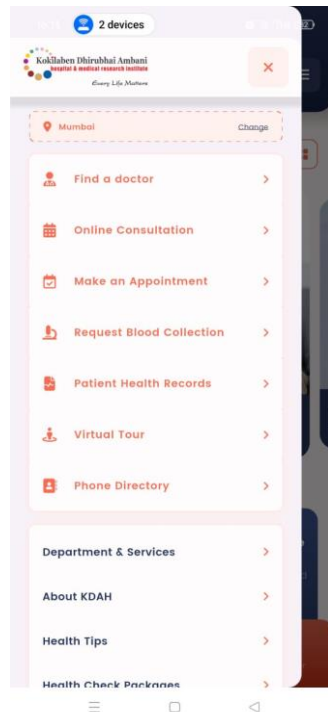 2 devices
92
Kokilaben Dhirubhai Ambani
hospital & medical research institute
Every Life Matters
Mumbai
Change
Find a doctor
Online Consultation
Make an Appointment
Request Blood Collection
Patient Health Records
Virtual Tour
Phone Directory
Department & Services
About KDAH
Health Tips
Health Check Packages